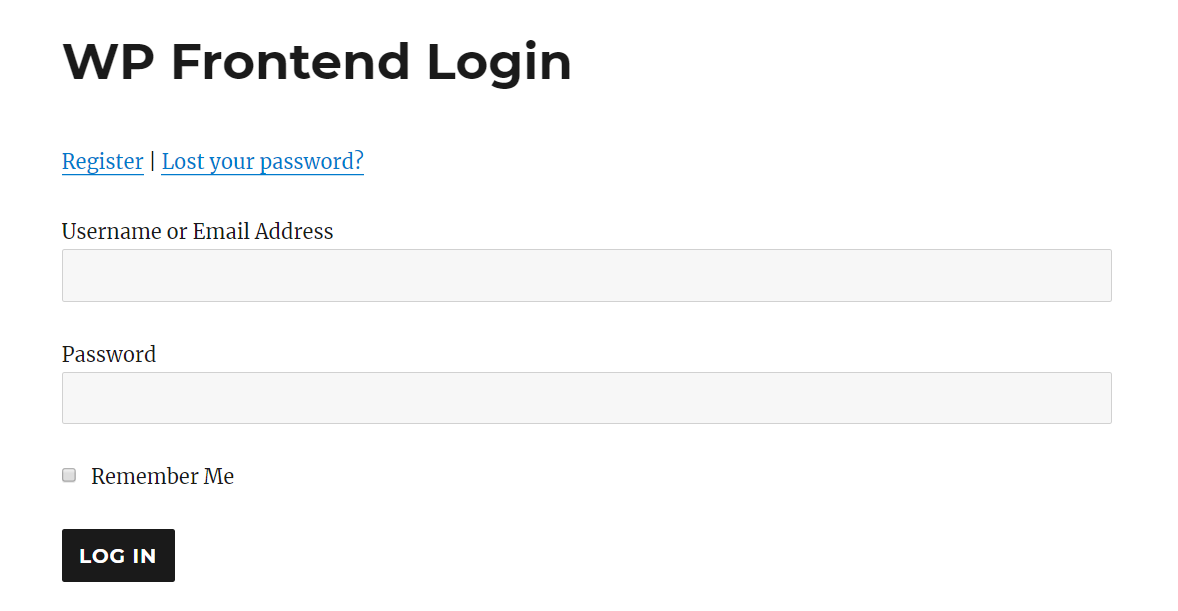 WP Frontend Login
Register | Lost your password?
Username or Email Address
Password
Remember Me
LOG IN